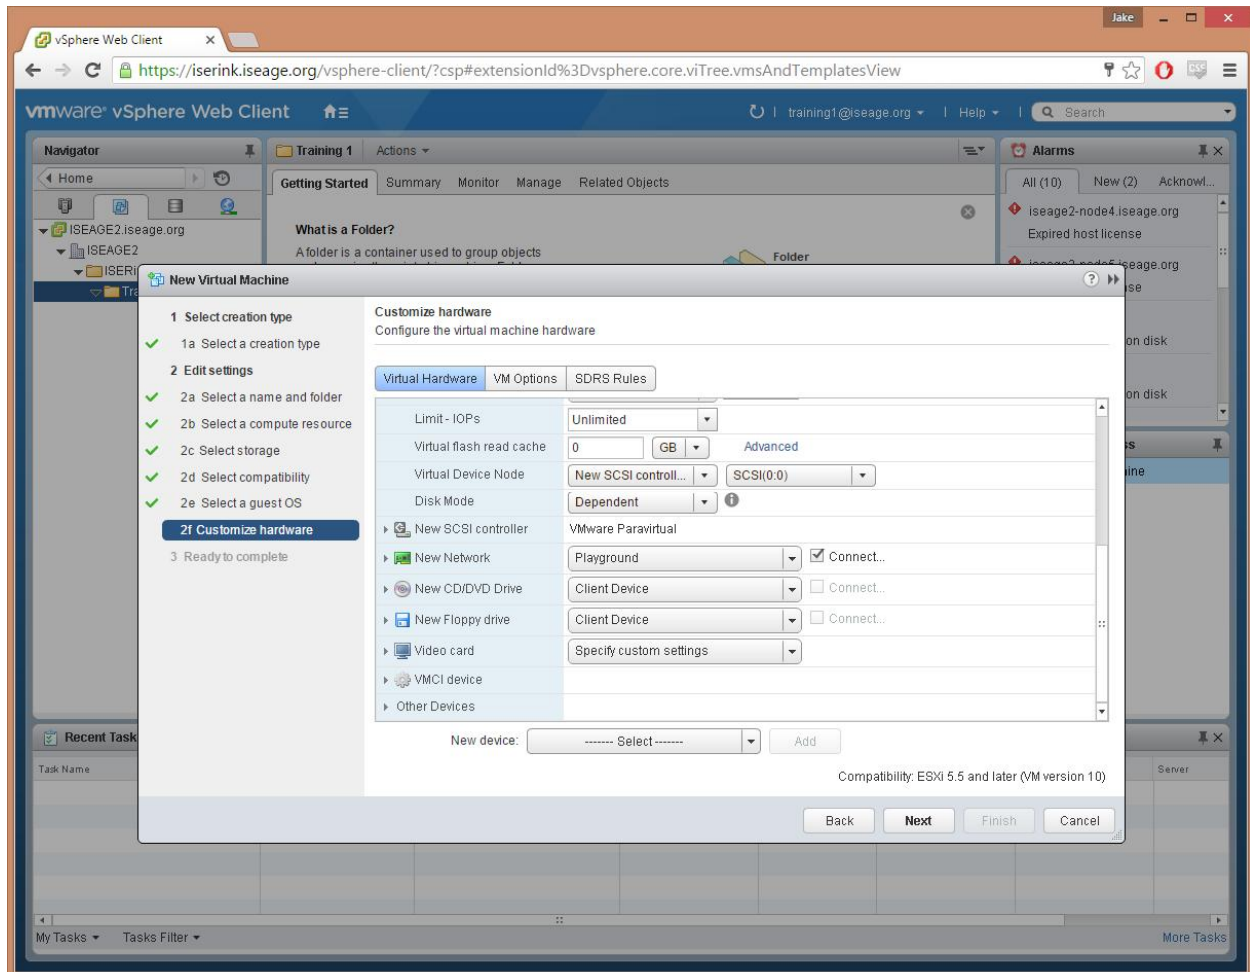 Jake
vSphere Web Client
https://iserink.iseage.org/vsphere-client/?csp#extensionId%3Dvsphere.core.viTree.vmsAndTemplatesView
CSS
vmware® vSphere Web Client
training1@iseage.org
Help
Search
Navigator
Training 1
Actions
Alarms
Home
Getting Started
Summary
Monitor
Manage
Related Objects
All (10)
New (2)
Acknowl...
ISEAGE2.iseage.org
What is a Folder?
iseage2-node4.iseage.org
ISEAGE2
A folder is a container used to group objects
Folder
Expired host license
New Virtual Machine
1 Select creation type
1a Select a creation type
2 Edit settings
2a Select a name and folder
2b Select a compute resource
2c Select storage
2d Select compatibility
2e Select a guest OS
2f Customize hardware
3 Ready to complete
Customize hardware
Configure the virtual machine hardware
Virtual Hardware
VM Options
SDRS Rules
Limit - IOPs
Unlimited
Virtual flash read cache
0
GB
Advanced
Virtual Device Node
New SCSI controll...
SCSI(0:0)
Disk Mode
Dependent
New SCSI controller
VMware Paravirtual
New Network
Playground
Connect...
New CD/DVD Drive
Client Device
Connect...
New Floppy drive
Client Device
Connect...
Video card
Specify custom settings
VMCI device
Other Devices
New device:
------- Select -------
Add
Compatibility: ESXi 5.5 and later (VM version 10)
Back
Next
Finish
Cancel
on disk
on disk
Recent Task
Task Name
Server
My Tasks
Tasks Filter
More Tasks